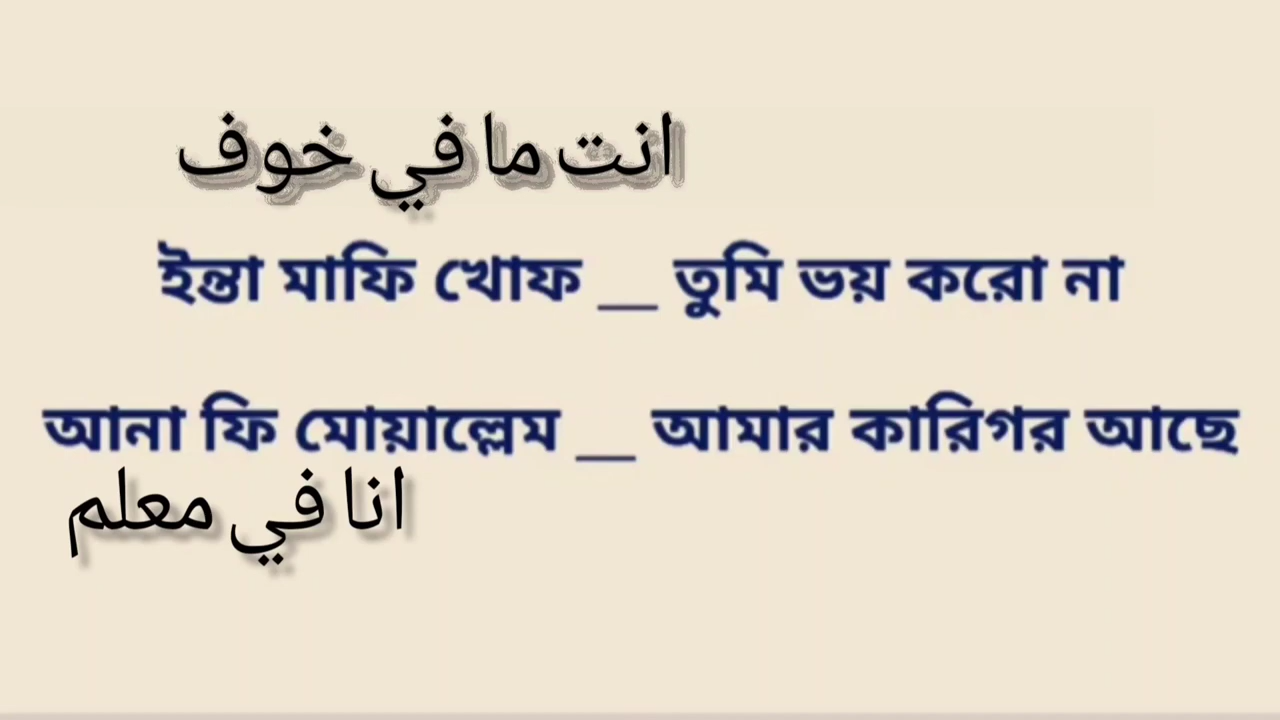 انت ما في خوف
ইন্তা মাফি খোফ __ তুমি ভয় করো না
আনা ফি মোয়াল্লেম __ আমার কারিগর আছে
انا في معلم